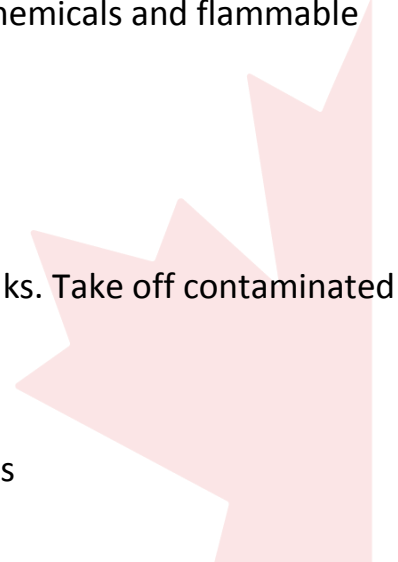 hemicals and flammable
ks. Take off contaminated
s